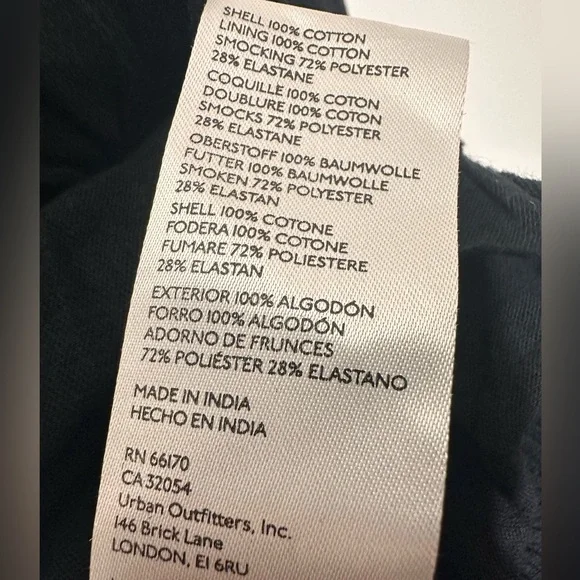 SHELL 100% COTTON
LINING 100% COTTON
SMOCKING 72% POLYESTER
28% ELASTANE
COQUILLE 100% COTON
DOUBLURE 100% COTON
SMOCKS 72% POLYESTER
28% ELASTANE
OBERSTOFF 100% BAUMWOLLE
FUTTER 100% BAUMWOLLE
SMOKEN 72% POLYESTER
28% ELASTAN
SHELL 100% COTONE
FODERA 100% COTONE
FUMARE 72% POLIESTERE
28% ELASTAN
EXTERIOR 100% ALGODÓN
FORRO 100% ALGODÓN
ADORNO DE FRUNCES
72% POLIÉSTER 28% ELASTANO
MADE IN INDIA
HECHO EN INDIA
RN 66170
CA 32054
Urban Outfitters, Inc.
146 Brick Lane
LONDON, E1 6RU